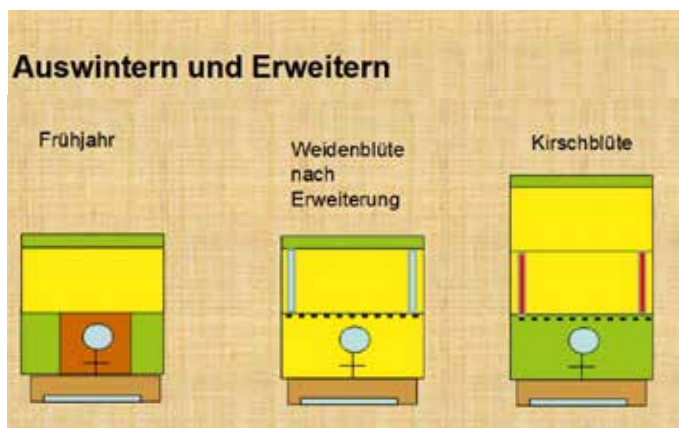 Auswintern und Erweitern
Frühjahr
Weidenblüte
nach
Erweiterung
Kirschblüte